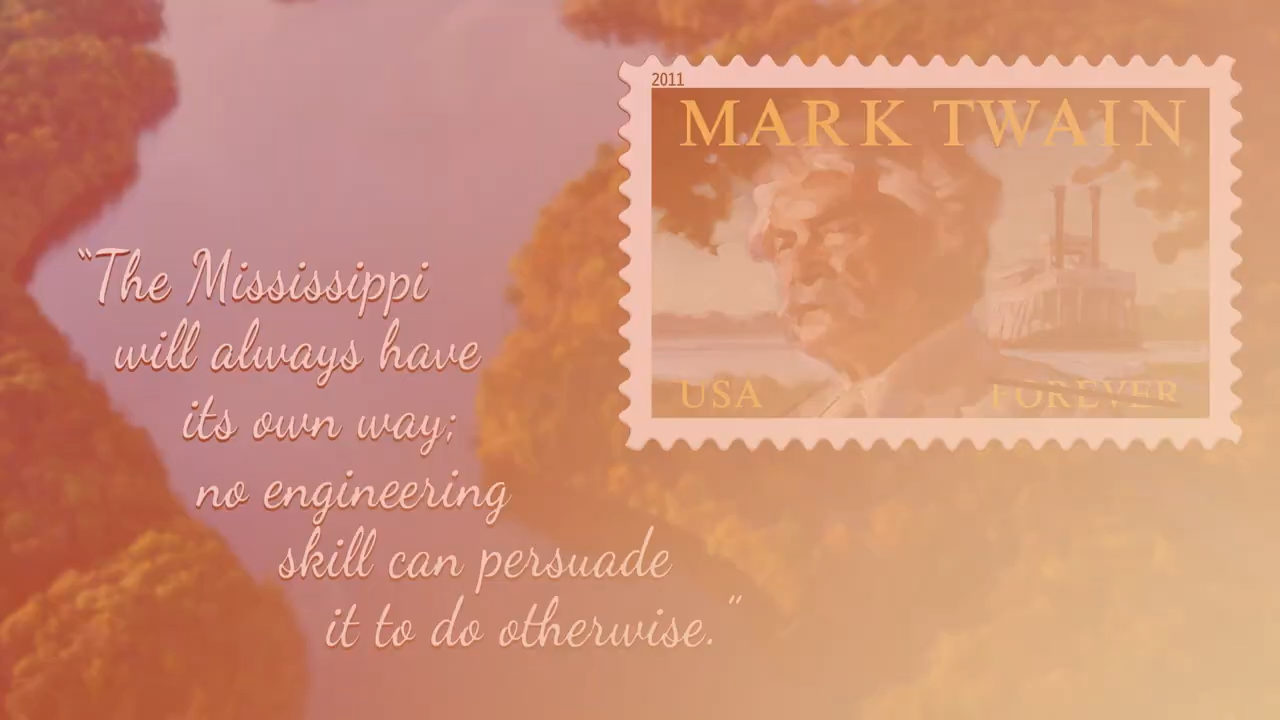 “The Mississippi
will always have
its own way;
no engineering
skill can persuade
it to do otherwise.”
2011
MARK TWAIN
USA
FOREVER